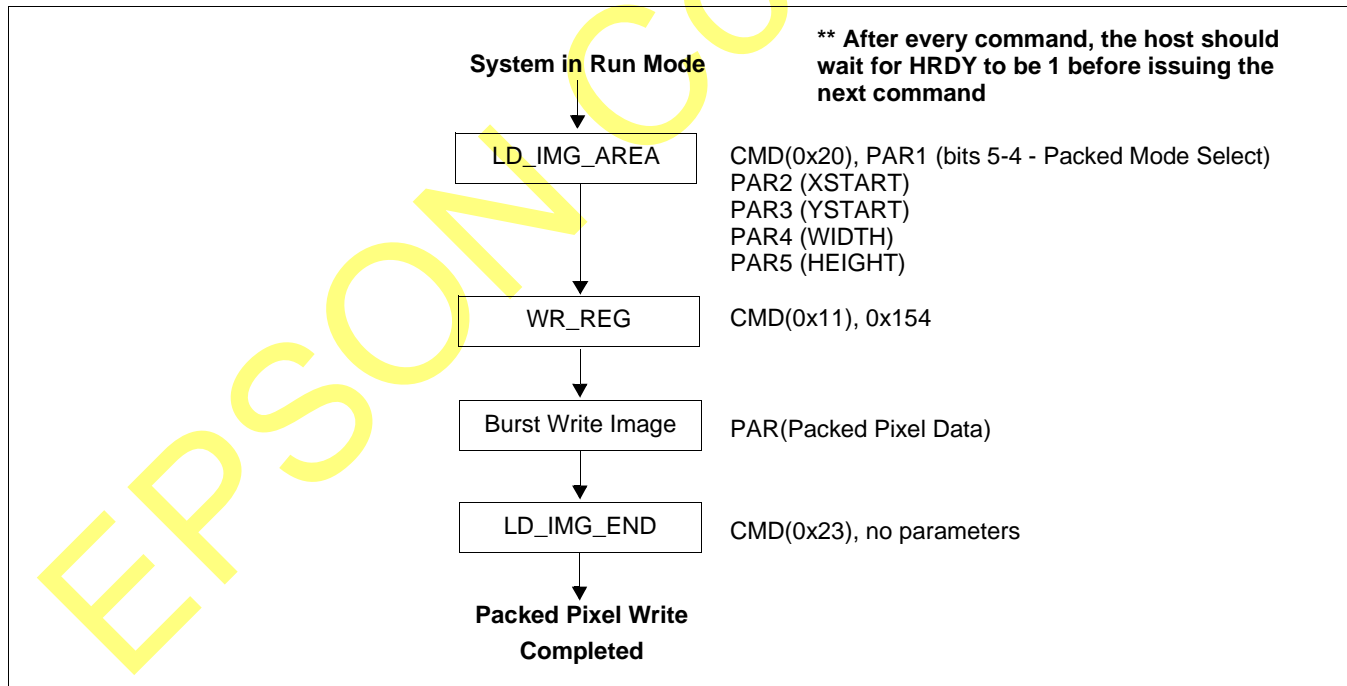 System in Run Mode
** After every command, the host should
wait for HRDY to be 1 before issuing the
next command
LD_IMG_AREA
CMD(0x20), PAR1 (bits 5-4 - Packed Mode Select)
PAR2 (XSTART)
PAR3 (YSTART)
PAR4 (WIDTH)
PAR5 (HEIGHT)
WR_REG
CMD(0x11), 0x154
Burst Write Image
PAR(Packed Pixel Data)
LD_IMG_END
CMD(0x23), no parameters
Packed Pixel Write
Completed
EPSON